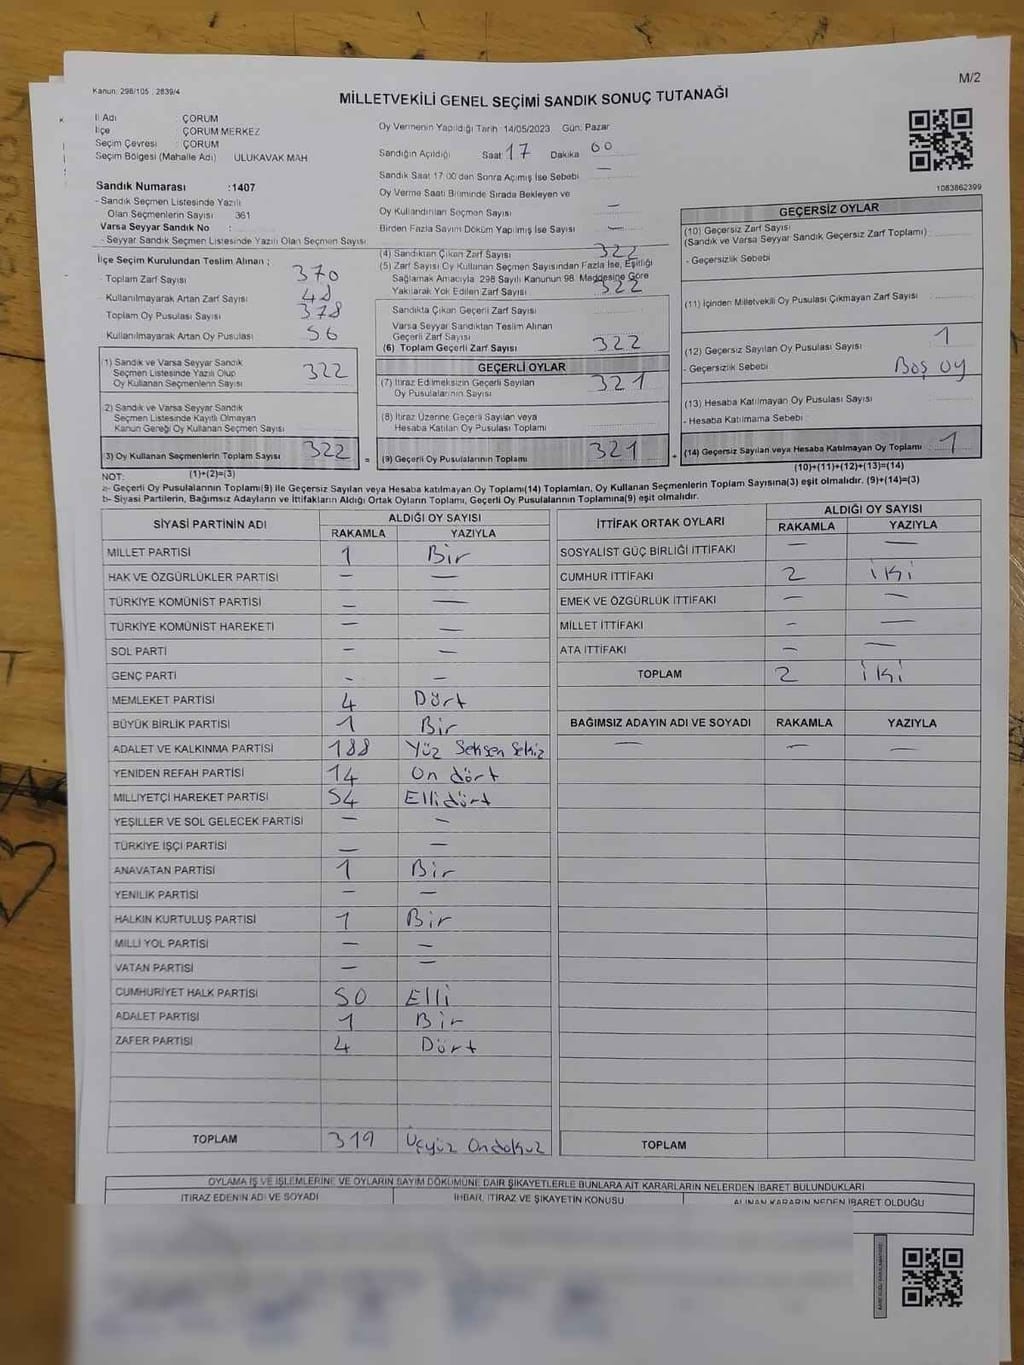 Kanun: 298/105 , 2839/4
M/2
MİLLETVEKİLİ GENEL SEÇİMİ SANDIK SONUÇ TUTANAĞI
İl Adı : ÇORUM
İlçe : ÇORUM MERKEZ
Seçim Çevresi : ÇORUM
Seçim Bölgesi (Mahalle Adı) ULUKAVAK MAH
Oy Vermenin Yapıldığı Tarih : 14/05/2023 Gün: Pazar
Sandığın Açıldığı Saat 17 Dakika 00
Sandık Saat 17:00'dan Sonra Açılmış İse Sebebi —
Oy Verme Saati Bitiminde Sırada Bekleyen ve
Oy Kullandırılan Seçmen Sayısı —
Birden Fazla Sayım Döküm Yapılmış İse Sayısı —
1083862399
Sandık Numarası :1407
- Sandık Seçmen Listesinde Yazılı
Olan Seçmenlerin Sayısı 361
Varsa Seyyar Sandık No :
- Seyyar Sandık Seçmen Listesinde Yazılı Olan Seçmen Sayısı
İlçe Seçim Kurulundan Teslim Alınan ;
- Toplam Zarf Sayısı 370
- Kullanılmayarak Artan Zarf Sayısı 48
- Toplam Oy Pusulası Sayısı 378
- Kullanılmayarak Artan Oy Pusulası 56
1) Sandık ve Varsa Seyyar Sandık
Seçmen Listesinde Yazılı Olup
Oy Kullanan Seçmenlerin Sayısı 322
2) Sandık ve Varsa Seyyar Sandık
Seçmen Listesinde Kayıtlı Olmayan
Kanun Gereği Oy Kullanan Seçmen Sayısı
3) Oy Kullanan Seçmenlerin Toplam Sayısı 322
(1)+(2)=(3)
(4) Sandıktan Çıkan Zarf Sayısı 322
(5) Zarf Sayısı Oy Kullanan Seçmen Sayısından Fazla İse, Eşitliği
Sağlamak Amacıyla 298 Sayılı Kanunun 98. Maddesine Göre
Yakılarak Yok Edilen Zarf Sayısı 322
Sandıkta Çıkan Geçerli Zarf Sayısı
Varsa Seyyar Sandıktan Teslim Alınan
Geçerli Zarf Sayısı
(6) Toplam Geçerli Zarf Sayısı 322
GEÇERLİ OYLAR
(7) İtiraz Edilmeksizin Geçerli Sayılan
Oy Pusulalarının Sayısı 321
(8) İtiraz Üzerine Geçerli Sayılan veya
Hesaba Katılan Oy Pusulası Toplamı
= (9) Geçerli Oy Pusulalarının Toplamı 321
GEÇERSİZ OYLAR
(10) Geçersiz Zarf Sayısı
(Sandık ve Varsa Seyyar Sandık Geçersiz Zarf Toplamı)
- Geçersizlik Sebebi
(11) İçinden Milletvekili Oy Pusulası Çıkmayan Zarf Sayısı
(12) Geçersiz Sayılan Oy Pusulası Sayısı 1
- Geçersizlik Sebebi Boş oy
(13) Hesaba Katılmayan Oy Pusulası Sayısı
- Hesaba Katılmama Sebebi :
+ (14) Geçersiz Sayılan veya Hesaba Katılmayan Oy Toplamı 1
(10)+(11)+(12)+(13)=(14)
NOT:
a- Geçerli Oy Pusulalarının Toplamı(9) ile Geçersiz Sayılan veya Hesaba katılmayan Oy Toplamı(14) Toplamları, Oy Kullanan Seçmenlerin Toplam Sayısına(3) eşit olmalıdır. (9)+(14)=(3)
b- Siyasi Partilerin, Bağımsız Adayların ve İttifakların Aldığı Ortak Oyların Toplamı, Geçerli Oy Pusulalarının Toplamına(9) eşit olmalıdır.
SİYASİ PARTİNİN ADI ALDIĞI OY SAYISI
RAKAMLA YAZIYLA
MİLLET PARTİSİ 1 Bir
HAK VE ÖZGÜRLÜKLER PARTİSİ — —
TÜRKİYE KOMÜNİST PARTİSİ — —
TÜRKİYE KOMÜNİST HAREKETİ — —
SOL PARTİ — —
GENÇ PARTİ - —
MEMLEKET PARTİSİ 4 Dört
BÜYÜK BİRLİK PARTİSİ 1 Bir
ADALET VE KALKINMA PARTİSİ 188 Yüz Seksen Sekiz
YENİDEN REFAH PARTİSİ 14 On dört
MİLLİYETÇİ HAREKET PARTİSİ 54 Ellidört
YEŞİLLER VE SOL GELECEK PARTİSİ — —
TÜRKİYE İŞÇİ PARTİSİ — —
ANAVATAN PARTİSİ 1 Bir
YENİLİK PARTİSİ — —
HALKIN KURTULUŞ PARTİSİ 1 Bir
MİLLİ YOL PARTİSİ — —
VATAN PARTİSİ — —
CUMHURİYET HALK PARTİSİ 50 Elli
ADALET PARTİSİ 1 Bir
ZAFER PARTİSİ 4 Dört
TOPLAM 319 Üçyüz Ondokuz
İTTİFAK ORTAK OYLARI ALDIĞI OY SAYISI
RAKAMLA YAZIYLA
SOSYALİST GÜÇ BİRLİĞİ İTTİFAKI — —
CUMHUR İTTİFAKI 2 iki
EMEK VE ÖZGÜRLÜK İTTİFAKI — —
MİLLET İTTİFAKI — —
ATA İTTİFAKI — —
TOPLAM 2 iki
BAĞIMSIZ ADAYIN ADI VE SOYADI RAKAMLA YAZIYLA
— — —
TOPLAM
OYLAMA İŞ VE İŞLEMLERİNE VE OYLARIN SAYIM DÖKÜMÜNE DAİR ŞİKAYETLERLE BUNLARA AİT KARARLARIN NELERDEN İBARET BULUNDUKLARI
İTİRAZ EDENİN ADI VE SOYADI İHBAR, İTİRAZ VE ŞİKAYETİN KONUSU ALINAN KARARIN NEDEN İBARET OLDUĞU